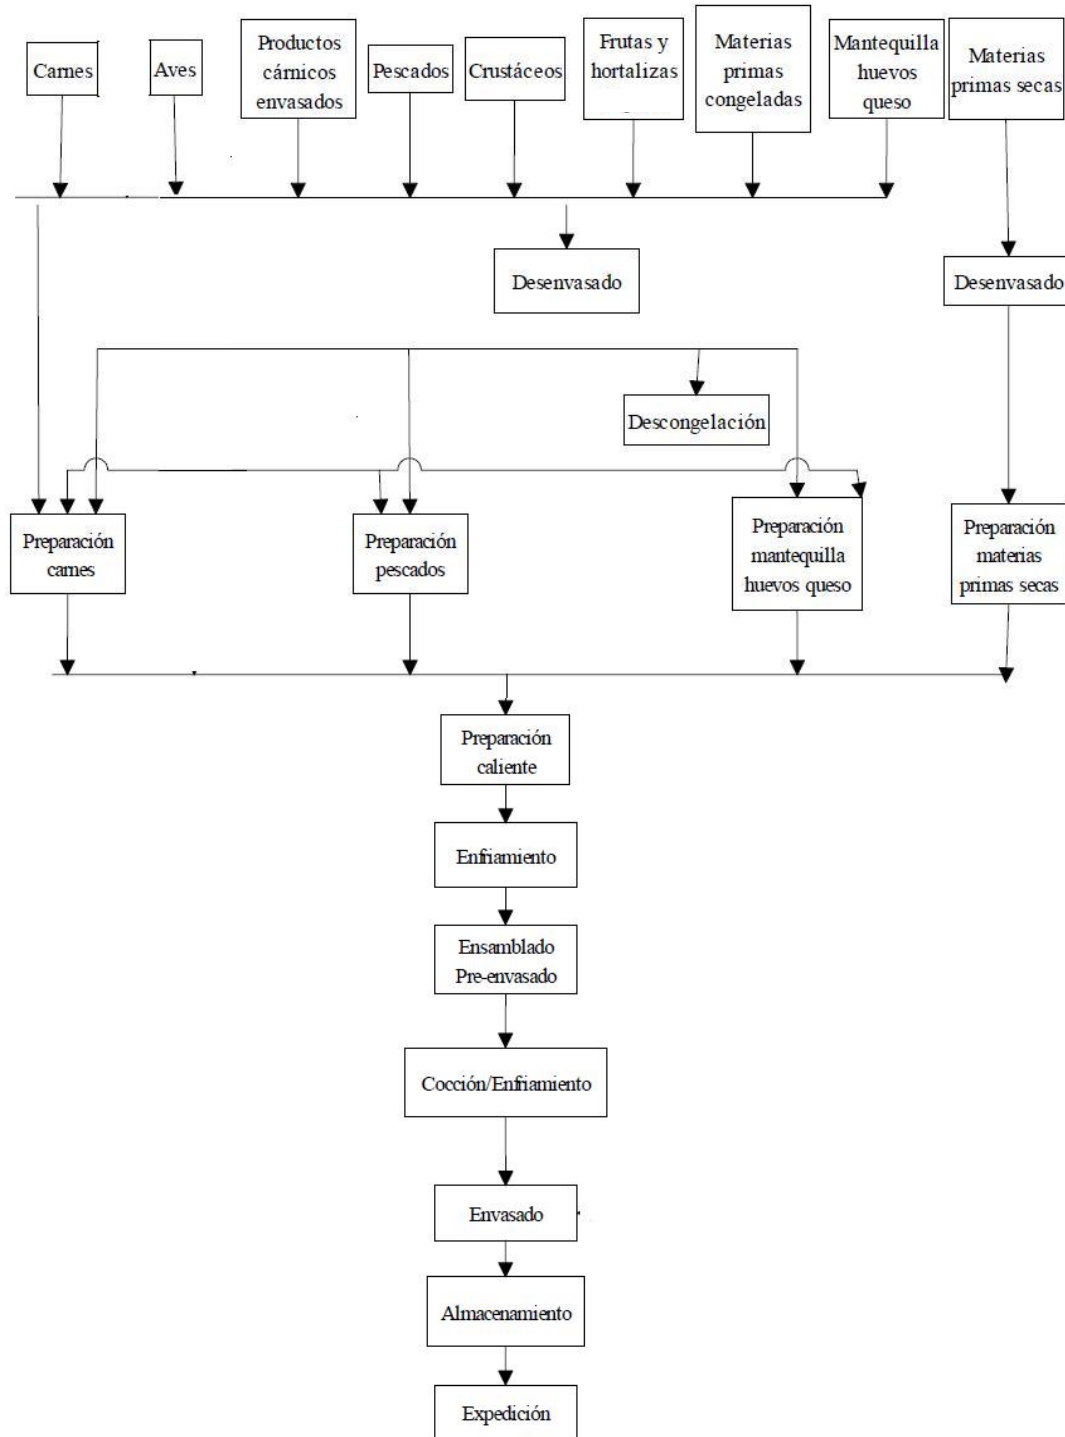 Carnes
Aves
Productos
cárnicos
envasados
Pescados
Crustáceos
Frutas y
hortalizas
Materias
primas
congeladas
Mantequilla
huevos
queso
Materias
primas secas
Desenvasado
Desenvasado
Descongelación
Preparación
carnes
Preparación
pescados
Preparación
mantequilla
huevos queso
Preparación
materias
primas secas
Preparación
caliente
Enfriamiento
Ensamblado
Pre-envasado
Cocción/Enfriamiento
Envasado
Almacenamiento
Expedición